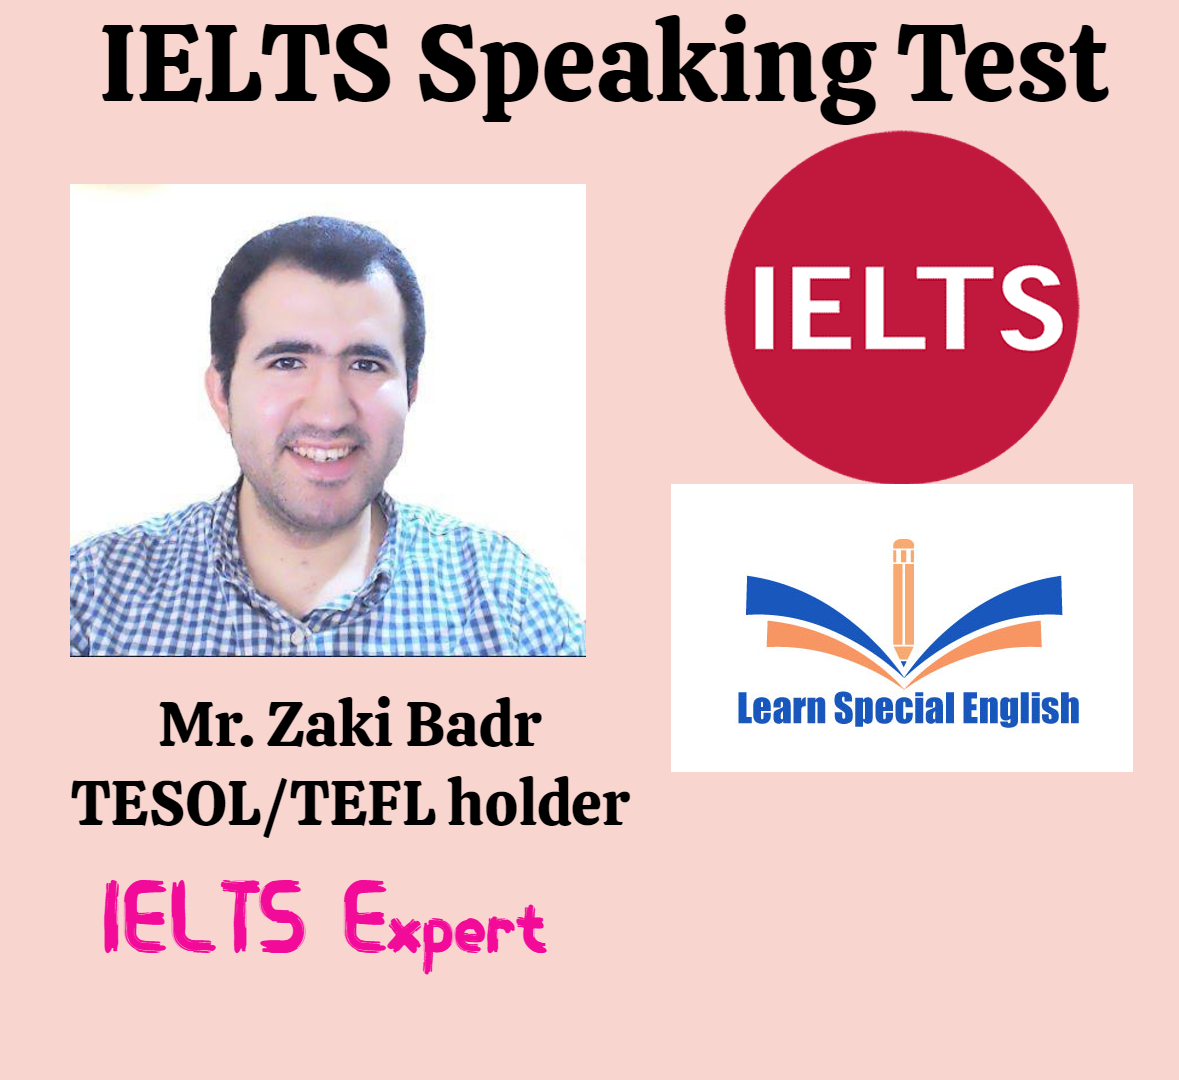 IELTS Speaking Test
IELTS
Learn Special English
Mr. Zaki Badr
TESOL/TEFL holder
IELTS Expert